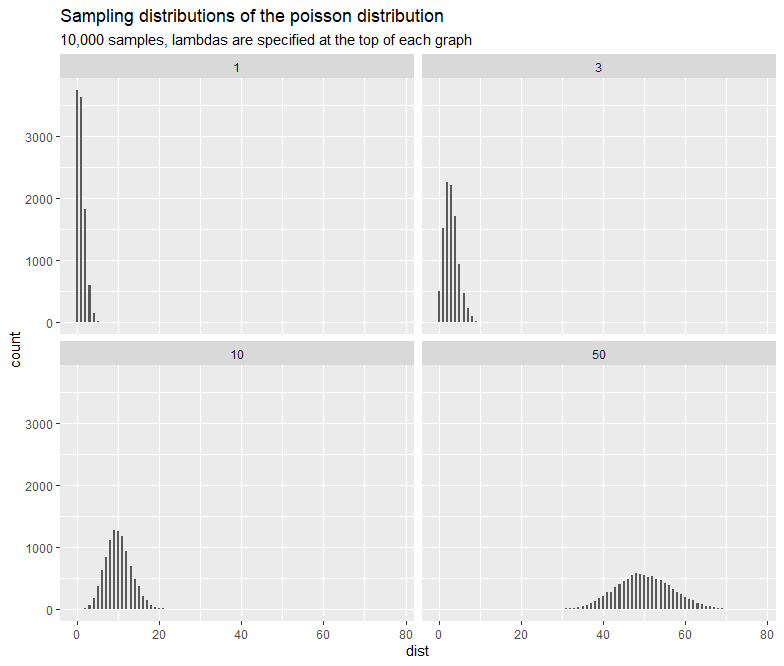 Sampling distributions of the poisson distribution
10,000 samples, lambdas are specified at the top of each graph
1
3
3000
2000
1000
0
count
10
50
3000
2000
1000
0
0 20 40 60 80
0 20 40 60 80
dist